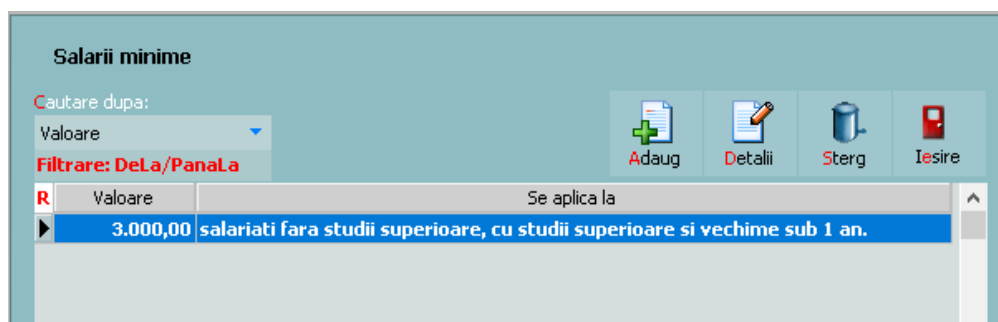 Salarii minime
Cautare dupa:
Valoare
Filtrare: DeLa/PanaLa
Adaug Detalii Sterg Iesire
R Valoare Se aplica la
3.000,00 salariati fara studii superioare, cu studii superioare si vechime sub 1 an.